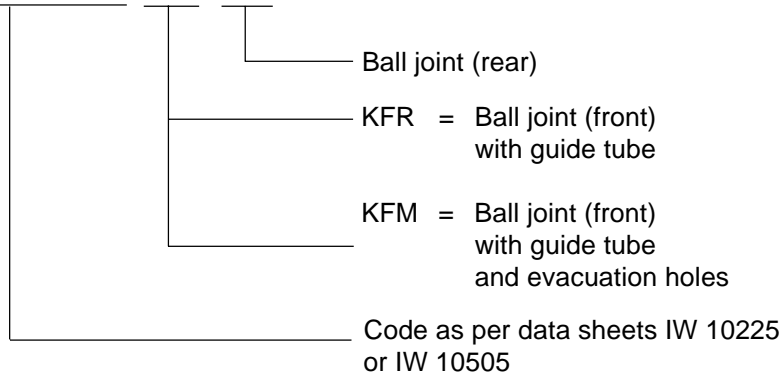 Ball joint (rear)
KFR = Ball joint (front)
with guide tube
KFM = Ball joint (front)
with guide tube
and evacuation holes
Code as per data sheets IW 10225
or IW 10505